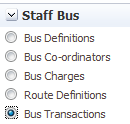 Staff Bus
Bus Definitions
Bus Co-ordinators
Bus Charges
Route Definitions
Bus Transactions